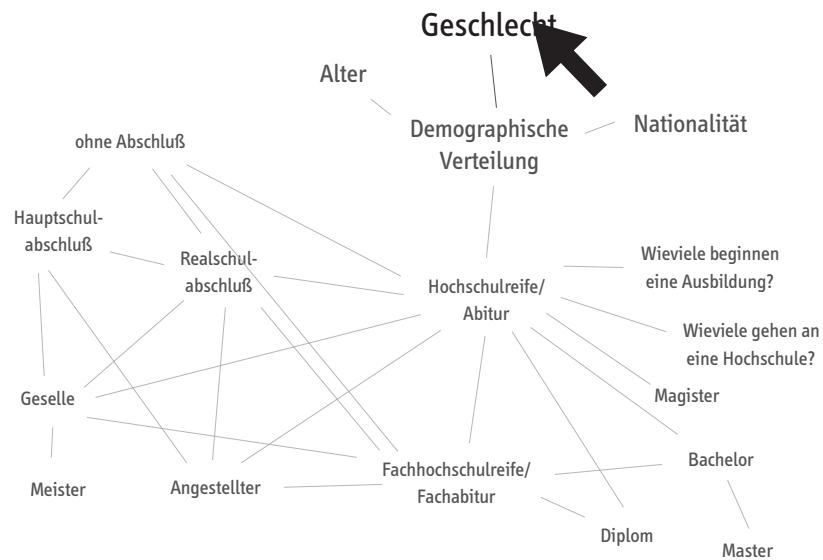 Geschlecht
Alter
Demographische
Verteilung
Nationalität
ohne Abschluß
Hauptschul-
abschluß
Realschul-
abschluß
Hochschulreife/
Abitur
Wieviele beginnen
eine Ausbildung?
Wieviele gehen an
eine Hochschule?
Geselle
Magister
Meister
Angestellter
Fachhochschulreife/
Fachabitur
Bachelor
Diplom
Master